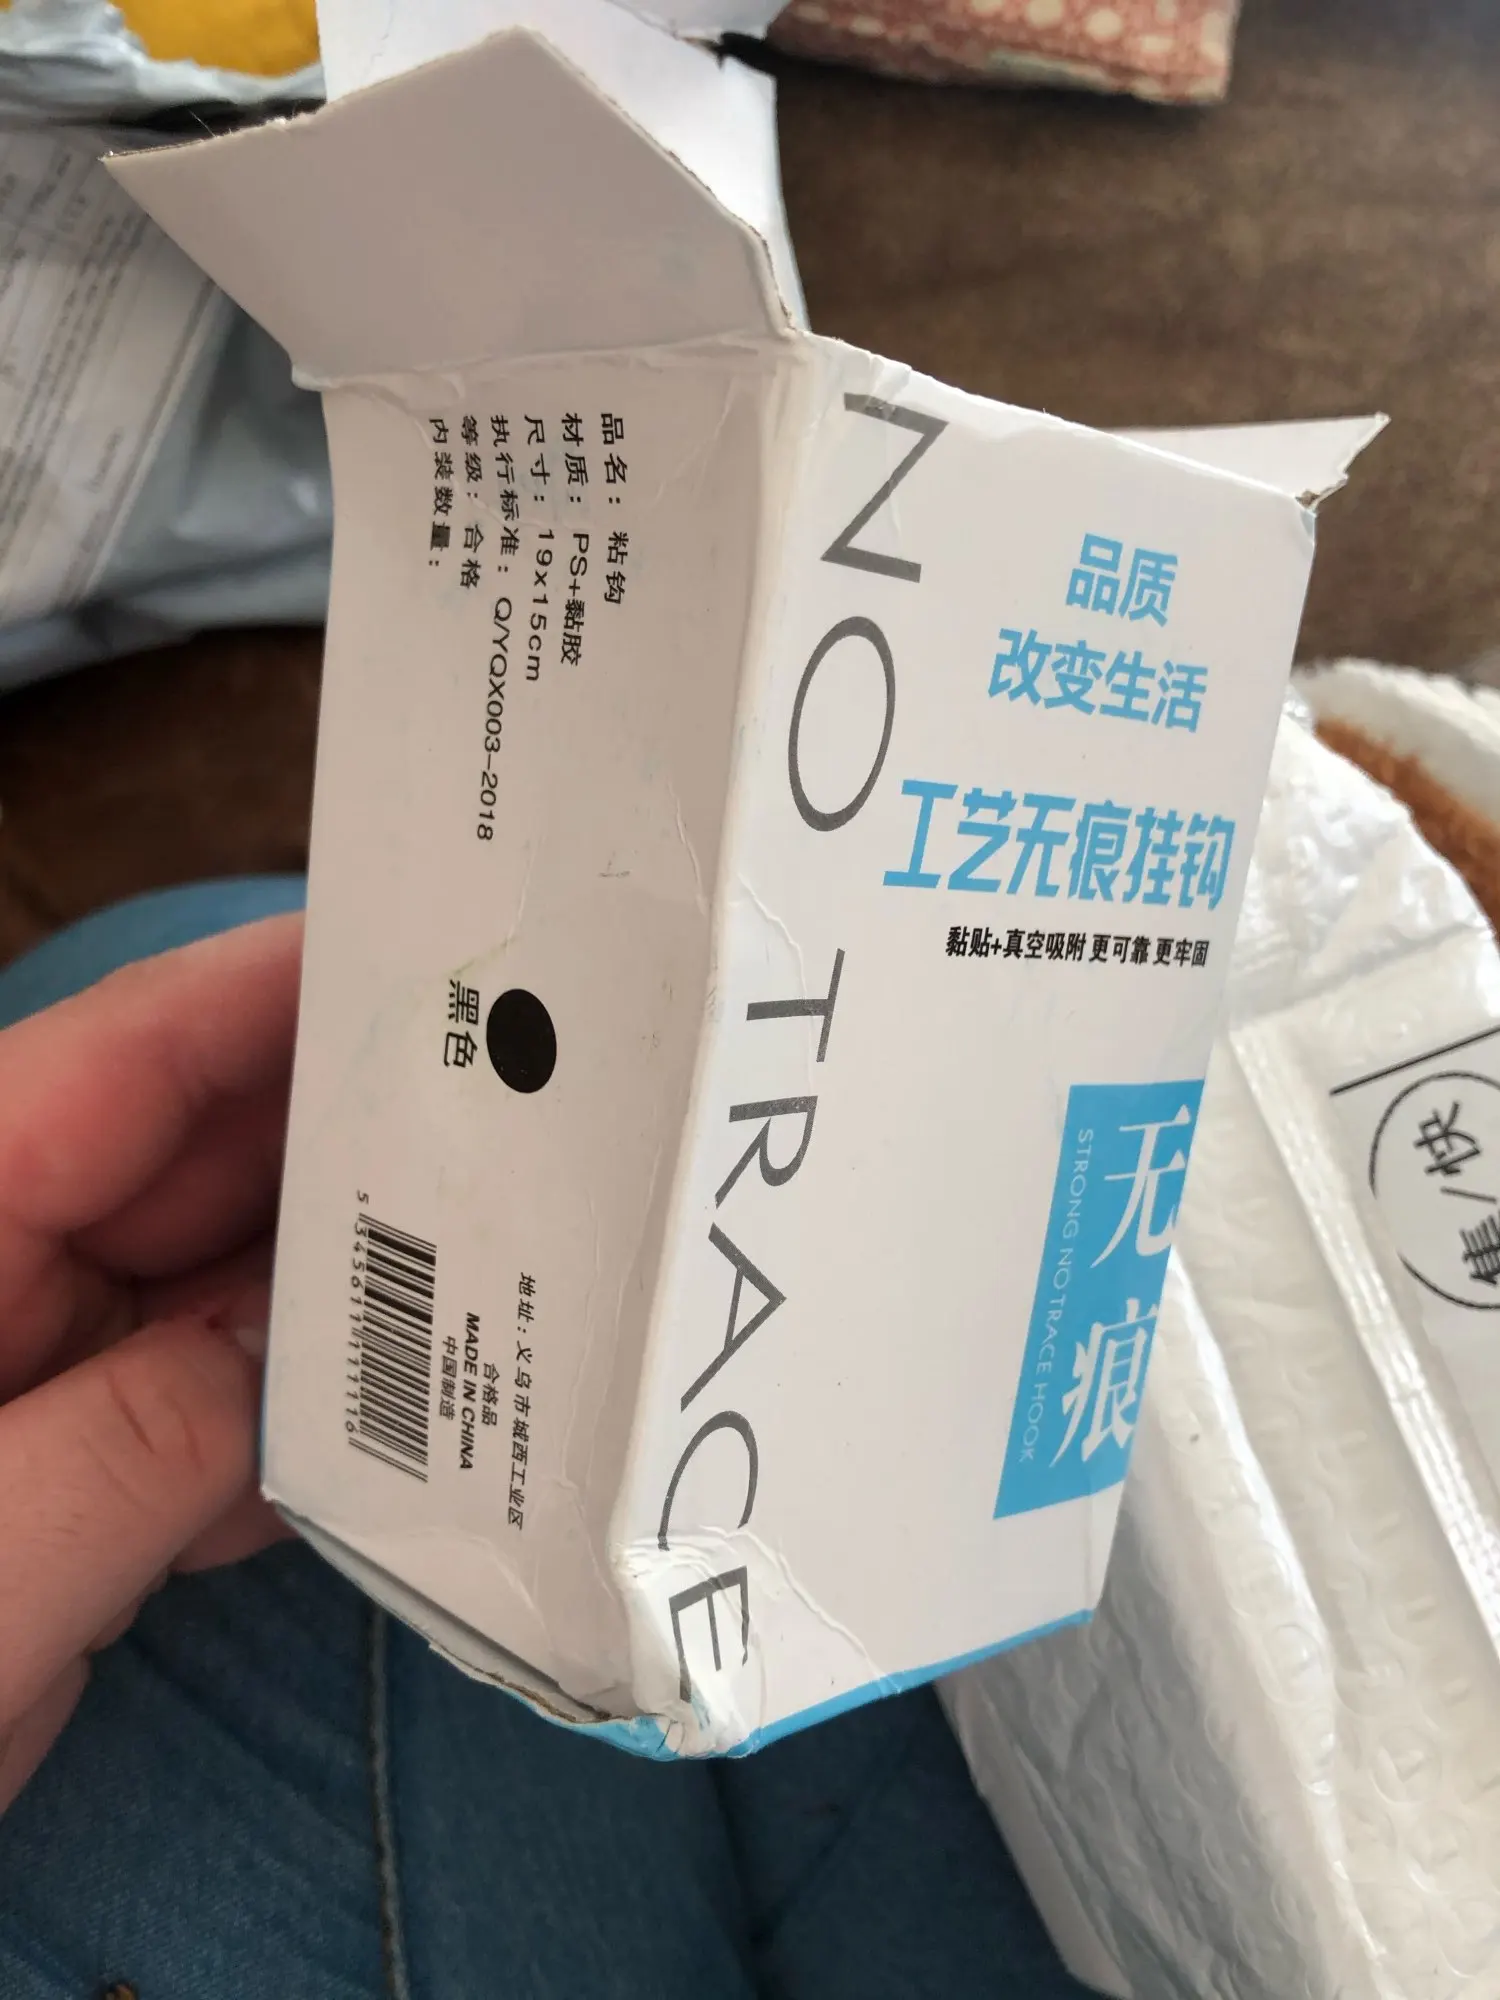 品名：粘钩
材质：PS+黏胶
尺寸：19x15cm
执行标准：Q/YQX003-2018
等级：合格
内装数量：
黑色
地址：义乌市城西工业区
合格品
MADE IN CHINA
中国制造
NO TRACE
品质
改变生活
工艺无痕挂钩
黏贴+真空吸附 更可靠 更牢固
无痕
STRONG NO TRACE HOOK
快